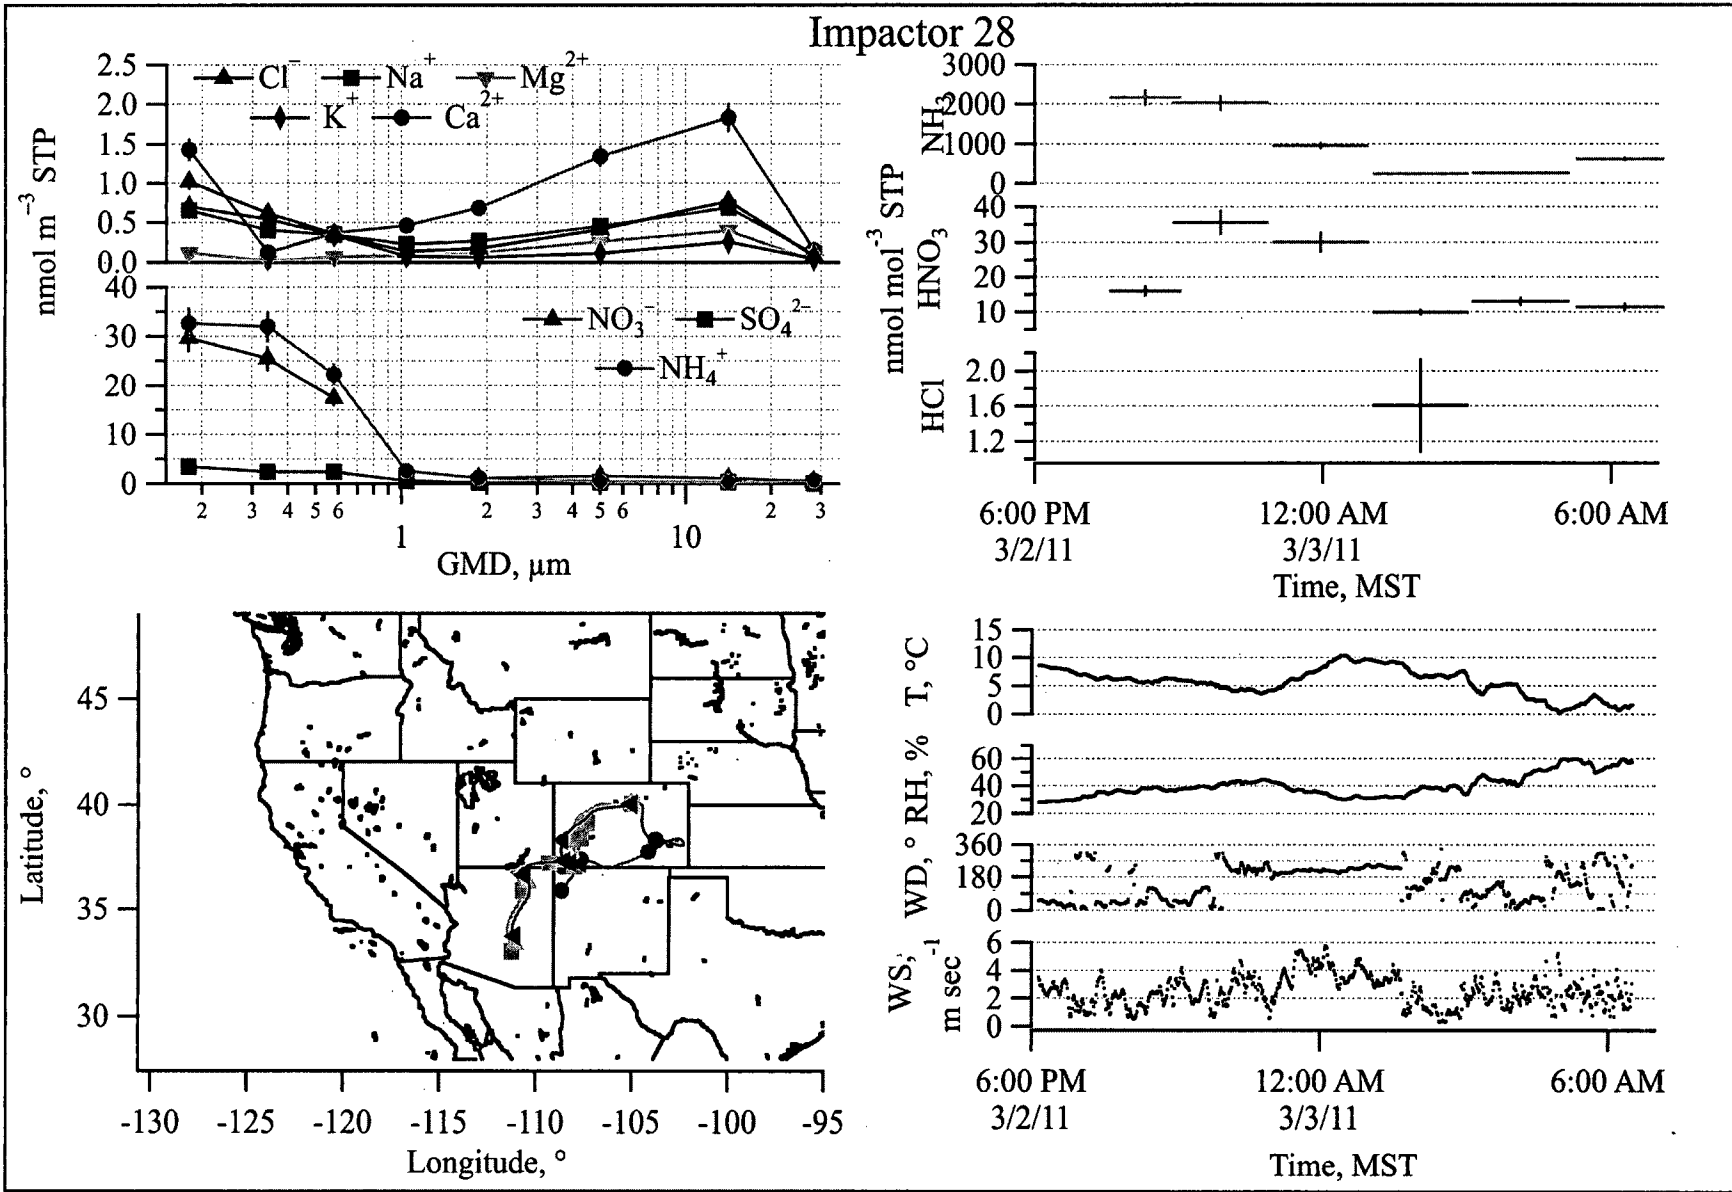 Impactor 28
Cl⁻ Na⁺ Mg²⁺
K⁺ Ca²⁺
2.5
2.0
1.5
1.0
0.5
0.0
nmol m⁻³ STP
NO₃⁻ SO₄²⁻
NH₄⁺
40
30
20
10
0
2 3 4 5 6 2 3 4 5 6 2 3
1 10
GMD, µm
3000
2000
1000
0
NH₃
40
30
20
10
HNO₃
nmol mol⁻³ STP
2.0
1.6
1.2
HCl
6:00 PM 12:00 AM 6:00 AM
3/2/11 3/3/11
Time, MST
45
40
35
30
Latitude, °
-130 -125 -120 -115 -110 -105 -100 -95
Longitude, °
15
10
5
0
T, °C
60
40
20
RH, %
360
180
0
WD, °
6
4
2
0
WS,
m sec⁻¹
6:00 PM 12:00 AM 6:00 AM
3/2/11 3/3/11
Time, MST